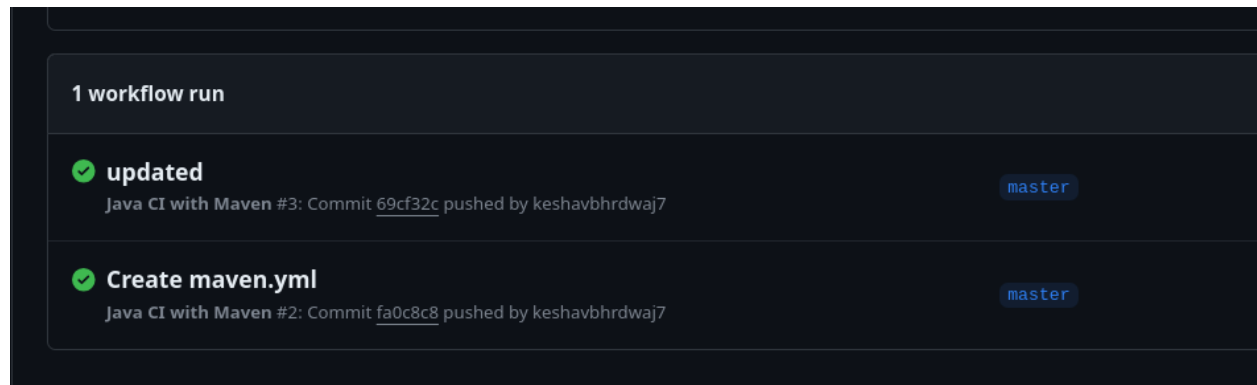 1 workflow run
updated
master
Java CI with Maven #3: Commit 69cf32c pushed by keshavbhrdwaj7
Create maven.yml
master
Java CI with Maven #2: Commit fa0c8c8 pushed by keshavbhrdwaj7